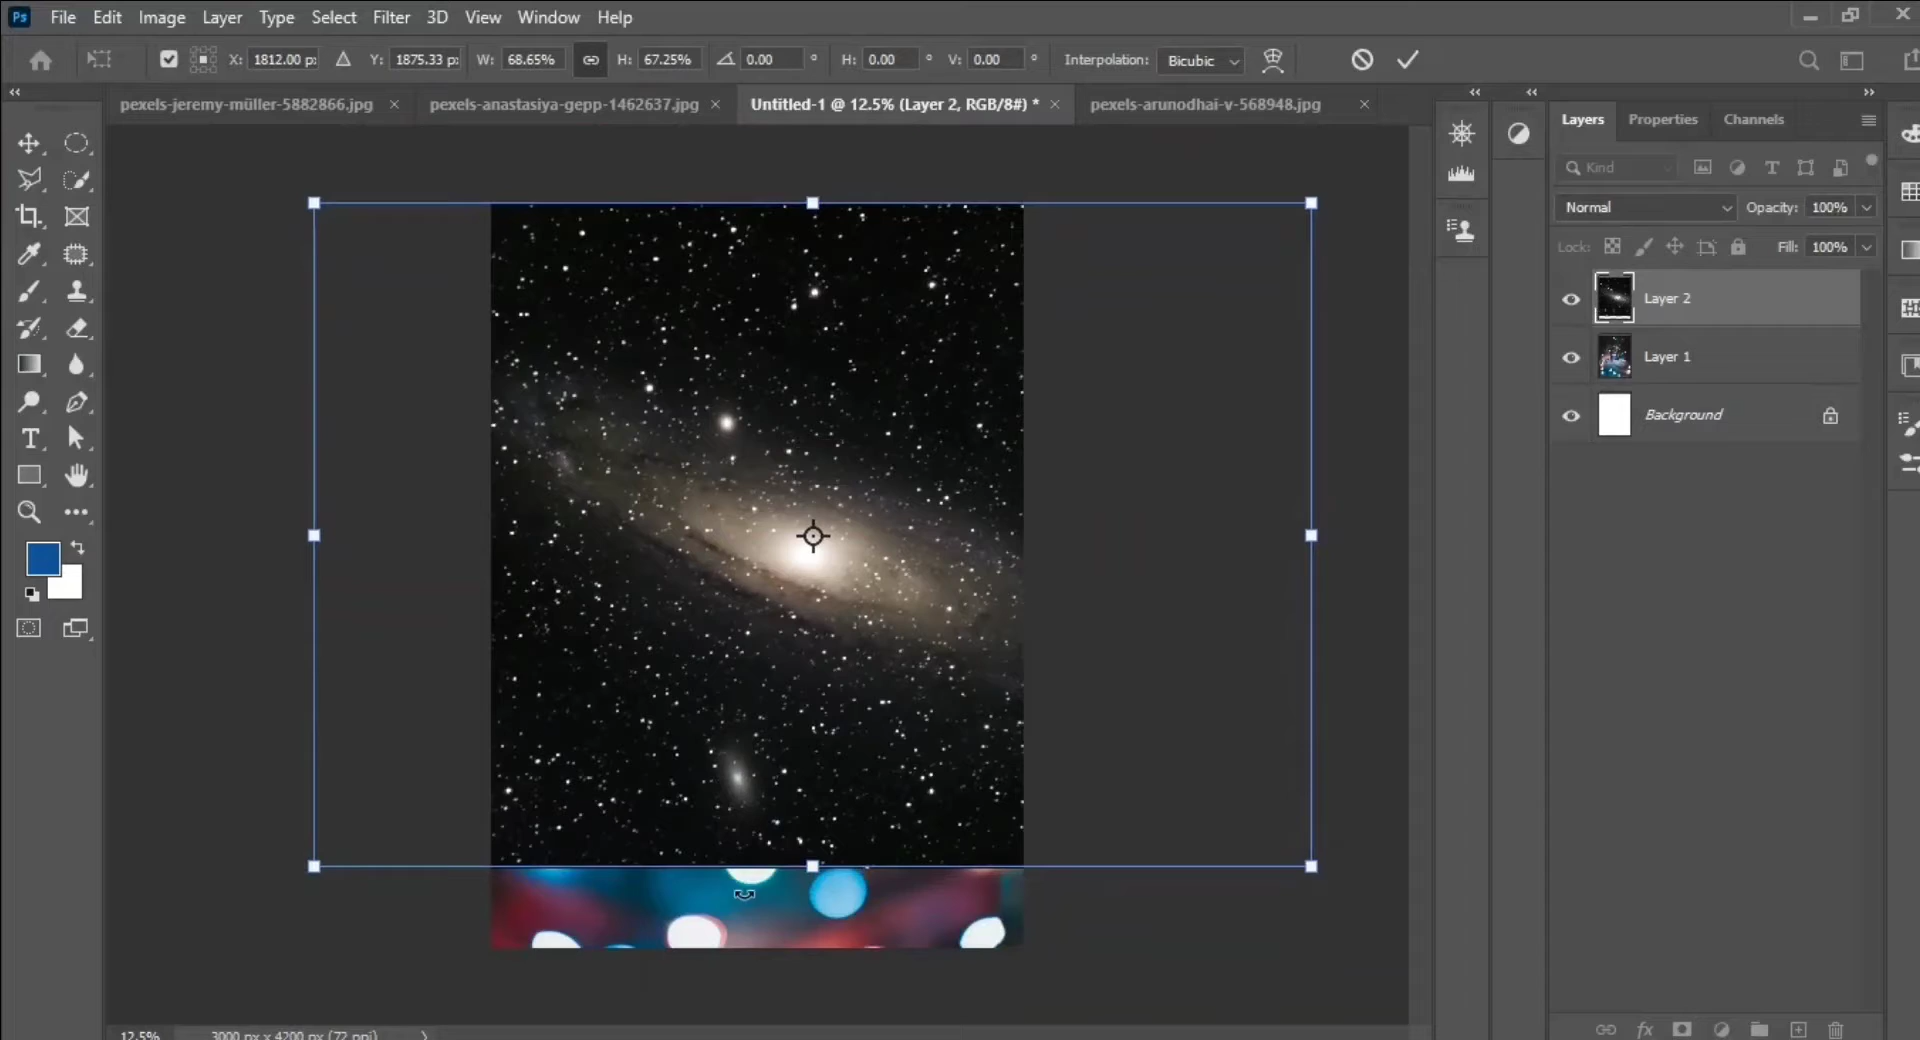 Ps File Edit Image Layer Type Select Filter 3D View Window Help
X: 1812.00 p: Y: 1875.33 p: W: 68.65% H: 67.25% 0.00 ° H: 0.00 ° V: 0.00 ° Interpolation: Bicubic
pexels-jeremy-müller-5882866.jpg × pexels-anastasiya-gepp-1462637.jpg × Untitled-1 @ 12.5% (Layer 2, RGB/8#) * × pexels-arunodhai-v-568948.jpg ×
Layers Properties Channels
Kind
Normal Opacity: 100%
Lock: Fill: 100%
Layer 2
Layer 1
Background
12.5% 3000 px x 4200 px (72 ppi)